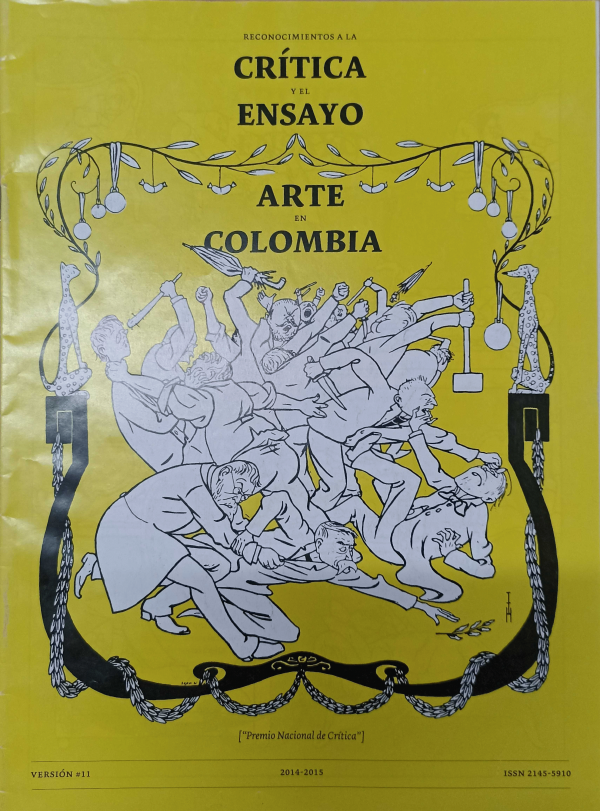 RECONOCIMIENTOS A LA
CRÍTICA
Y EL
ENSAYO
ARTE
EN
COLOMBIA
["Premio Nacional de Crítica"]
VERSIÓN #11
2014-2015
ISSN 2145-5910